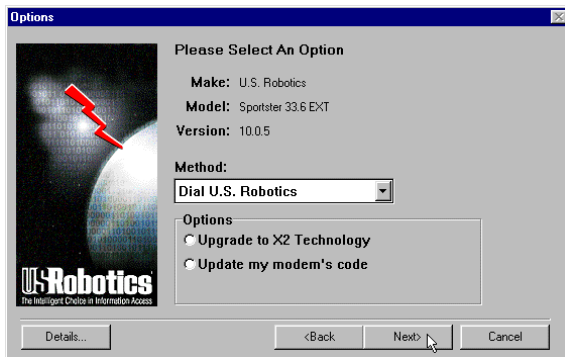 Options
Please Select An Option
Make: U.S. Robotics
Model: Sportster 33.6 EXT
Version: 10.0.5
Method:
Dial U.S. Robotics
Options
Upgrade to X2 Technology
Update my modem's code
USRobotics
The Intelligent Choice in Information Access
Details...
<Back
Next>
Cancel